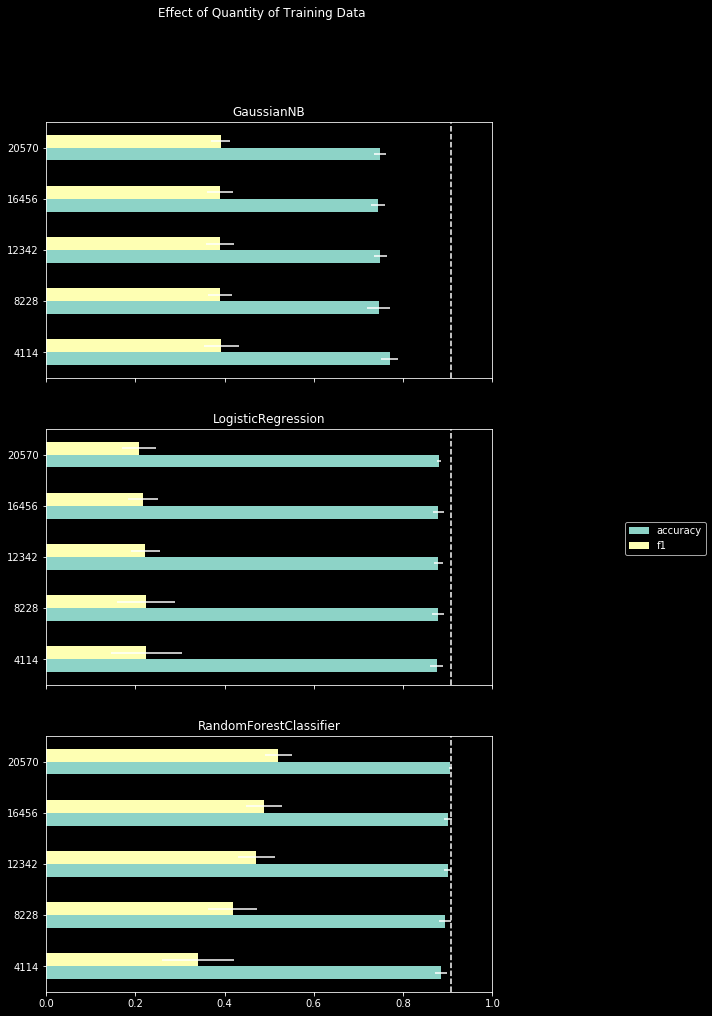 Effect of Quantity of Training Data
GaussianNB
20570
16456
12342
8228
4114
LogisticRegression
20570
16456
12342
8228
4114
accuracy
f1
RandomForestClassifier
20570
16456
12342
8228
4114
0.0 0.2 0.4 0.6 0.8 1.0